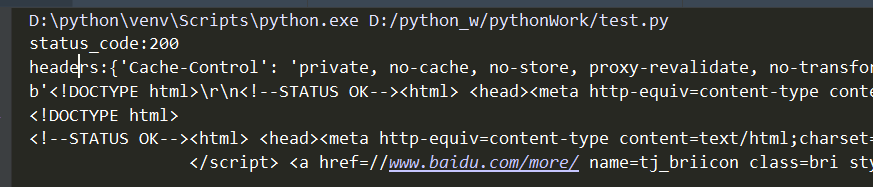 D:\python\venv\Scripts\python.exe D:/python_w/pythonWork/test.py
status_code:200
headers:{'Cache-Control': 'private, no-cache, no-store, proxy-revalidate, no-transfor
b'<!DOCTYPE html>\r\n<!--STATUS OK--><html> <head><meta http-equiv=content-type conte
<!DOCTYPE html>
<!--STATUS OK--><html> <head><meta http-equiv=content-type content=text/html;charset=
</script> <a href=//www.baidu.com/more/ name=tj_briicon class=bri sty